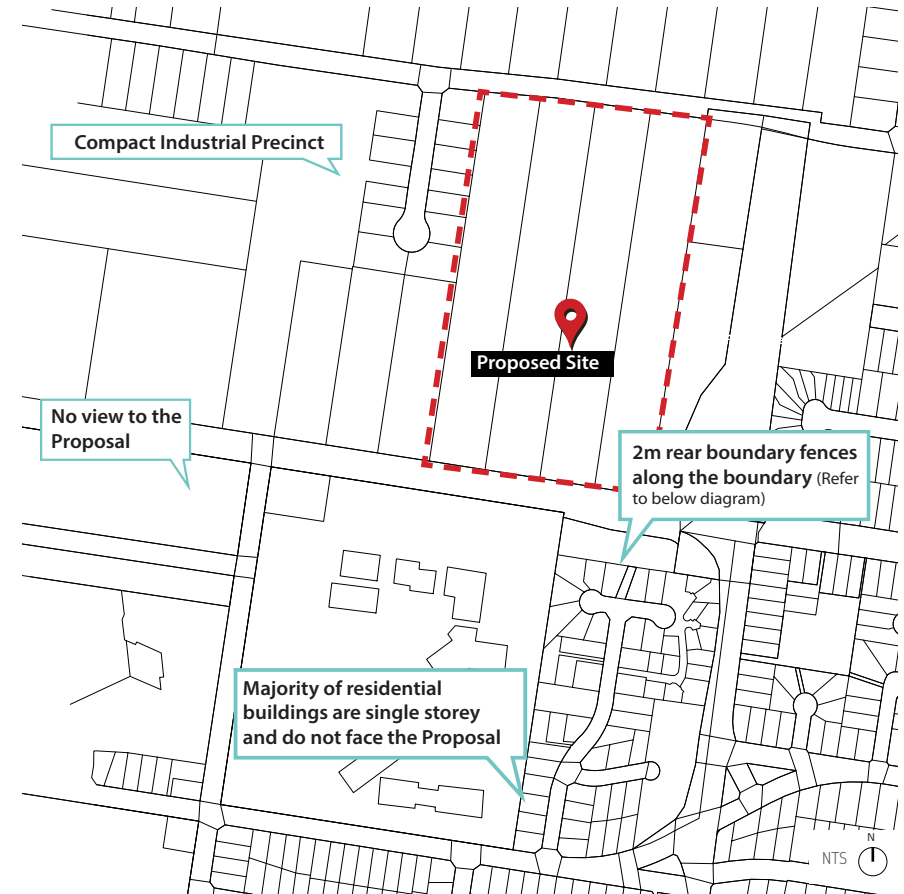 Compact Industrial Precinct
Proposed Site
No view to the
Proposal
2m rear boundary fences
along the boundary (Refer
to below diagram)
Majority of residential
buildings are single storey
and do not face the Proposal
N
NTS